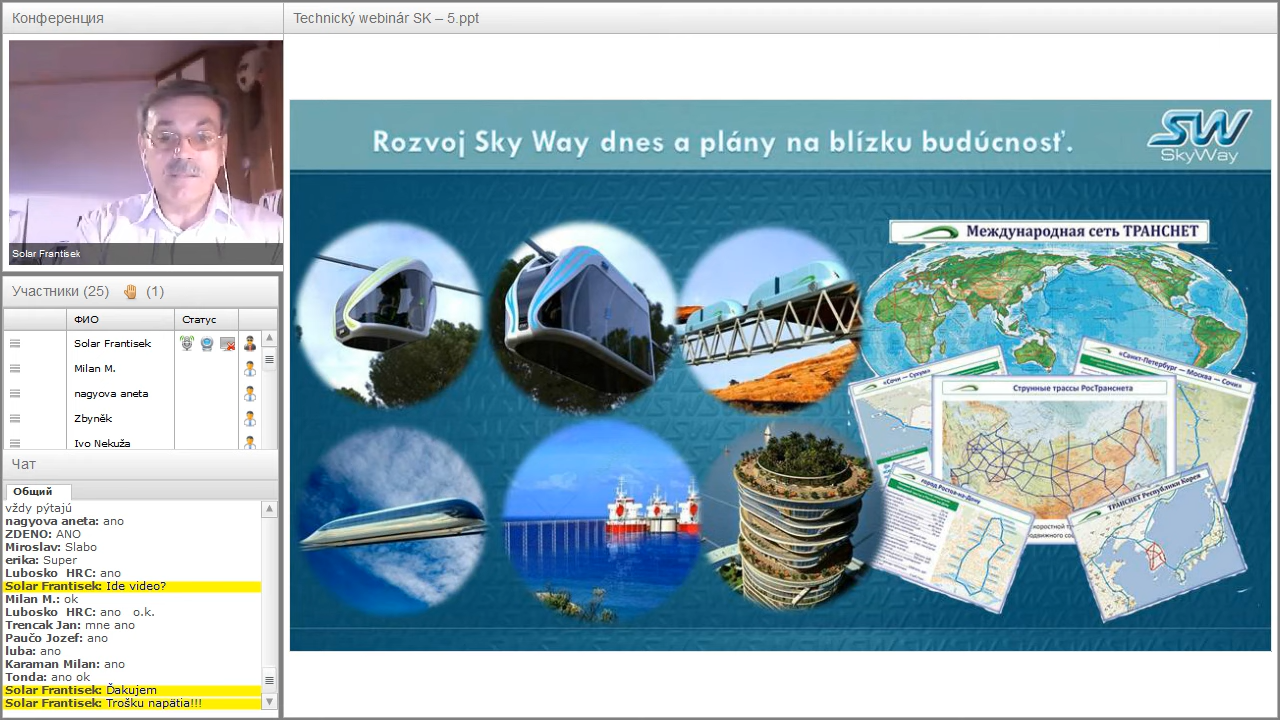 Конференция
Technický webinár SK – 5.ppt
Solar Frantisek
Участники (25) (1)
ФИО Статус
Solar Frantisek
Milan M.
nagyova aneta
Zbyněk
Ivo Nekuža
Чат
Общий
vždy pýtajú
nagyova aneta: ano
ZDENO: ANO
Miroslav: Slabo
erika: Super
Lubosko HRC: ano
Solar Frantisek: Ide video?
Milan M.: ok
Lubosko HRC: ano o.k.
Trencak Jan: mne ano
Paučo Jozef: ano
luba: ano
Karaman Milan: ano
Tonda: ano ok
Solar Frantisek: Ďakujem
Solar Frantisek: Trošku napätia!!!
Rozvoj Sky Way dnes a plány na blízku budúcnosť.
SW
SkyWay
Международная сеть ТРАНСНЕТ
«Сочи — Сухум»
«Санкт-Петербург — Москва — Сочи»
Струнные трассы РосТранснета
город Ростов-на-Дону
ТРАНСНЕТ Республики Корея